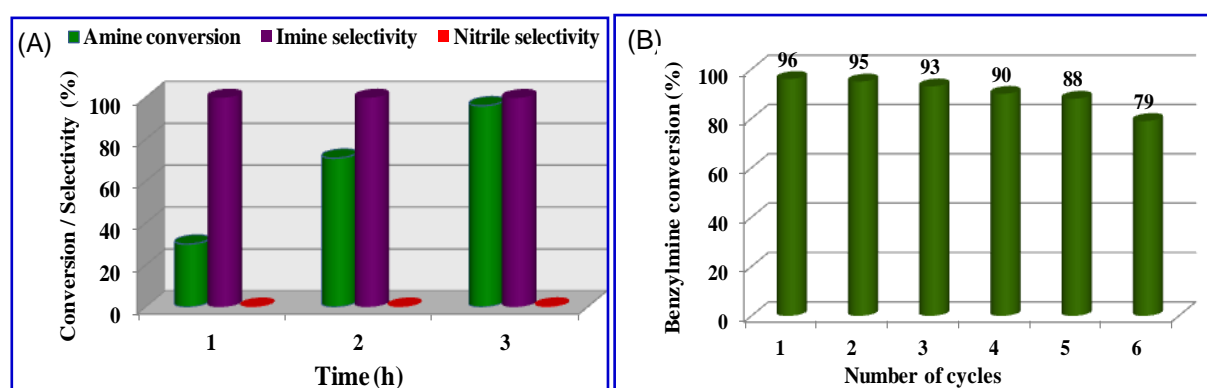 (A)
Amine conversion Imine selectivity Nitrile selectivity
Conversion / Selectivity (%)
100
80
60
40
20
0
1 2 3
Time (h)
(B)
Benzylmine conversion (%)
100
80
60
40
20
0
96 95 93 90 88 79
1 2 3 4 5 6
Number of cycles